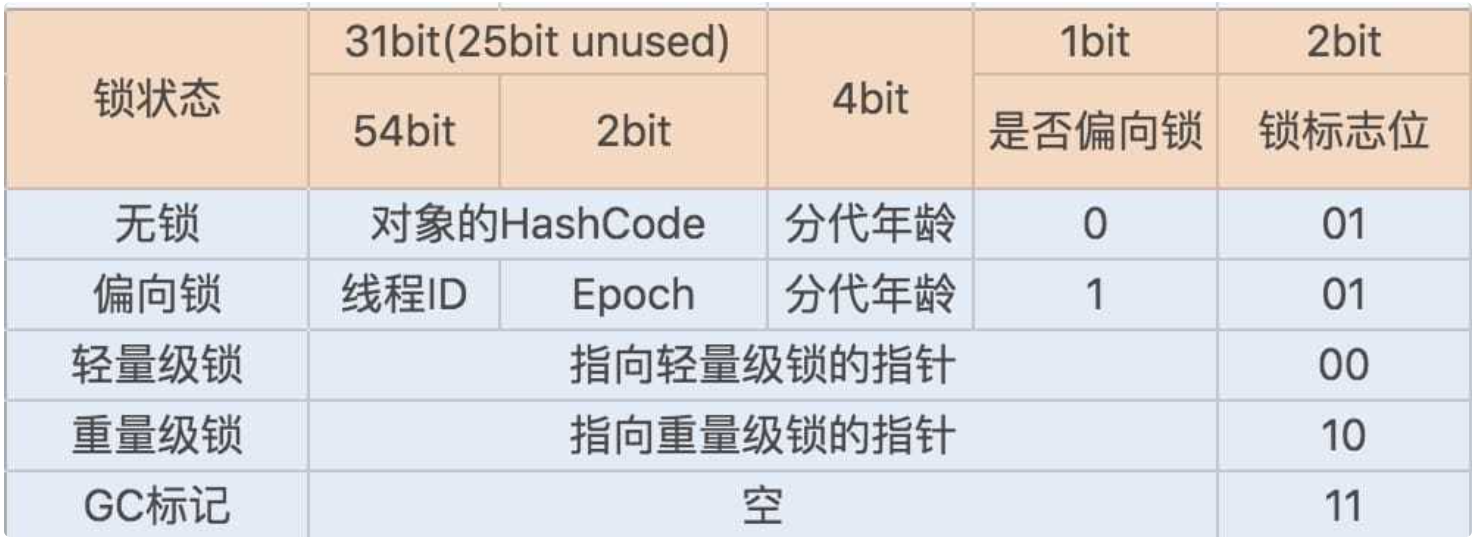 锁状态 31bit(25bit unused) 4bit 1bit 2bit
54bit 2bit 是否偏向锁 锁标志位
无锁 对象的HashCode 分代年龄 0 01
偏向锁 线程ID Epoch 分代年龄 1 01
轻量级锁 指向轻量级锁的指针 00
重量级锁 指向重量级锁的指针 10
GC标记 空 11